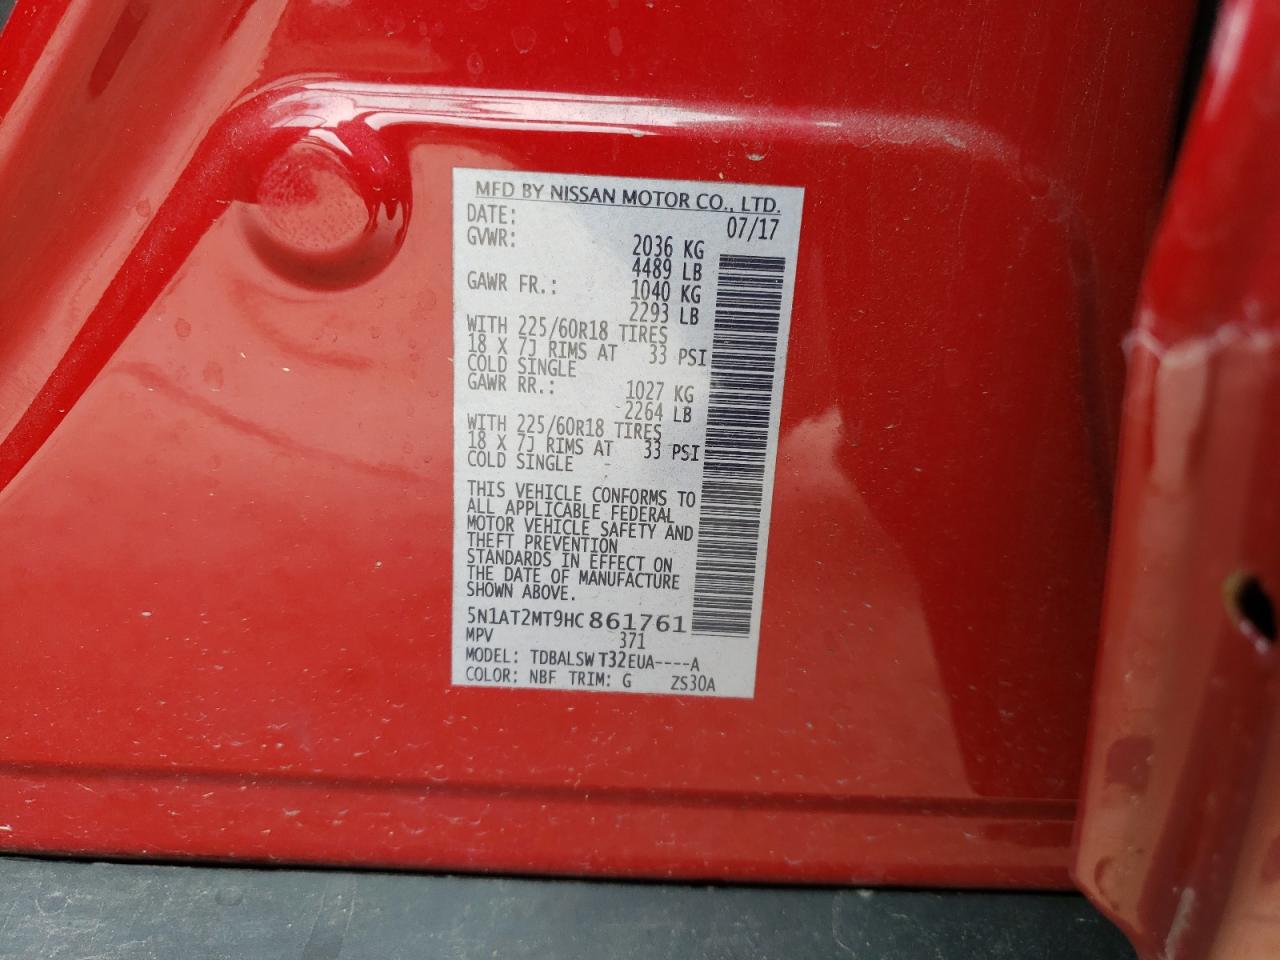 MFD BY NISSAN MOTOR CO., LTD.
DATE: 07/17
GVWR: 2036 KG
4489 LB
GAWR FR.: 1040 KG
2293 LB
WITH 225/60R18 TIRES
18 X 7J RIMS AT 33 PSI
COLD SINGLE
GAWR RR.: 1027 KG
2264 LB
WITH 225/60R18 TIRES
18 X 7J RIMS AT 33 PSI
COLD SINGLE
THIS VEHICLE CONFORMS TO
ALL APPLICABLE FEDERAL
MOTOR VEHICLE SAFETY AND
THEFT PREVENTION
STANDARDS IN EFFECT ON
THE DATE OF MANUFACTURE
SHOWN ABOVE.
5N1AT2MT9HC861761
MPV 371
MODEL: TDBALSW T32EUA----A
COLOR: NBF TRIM: G ZS30A